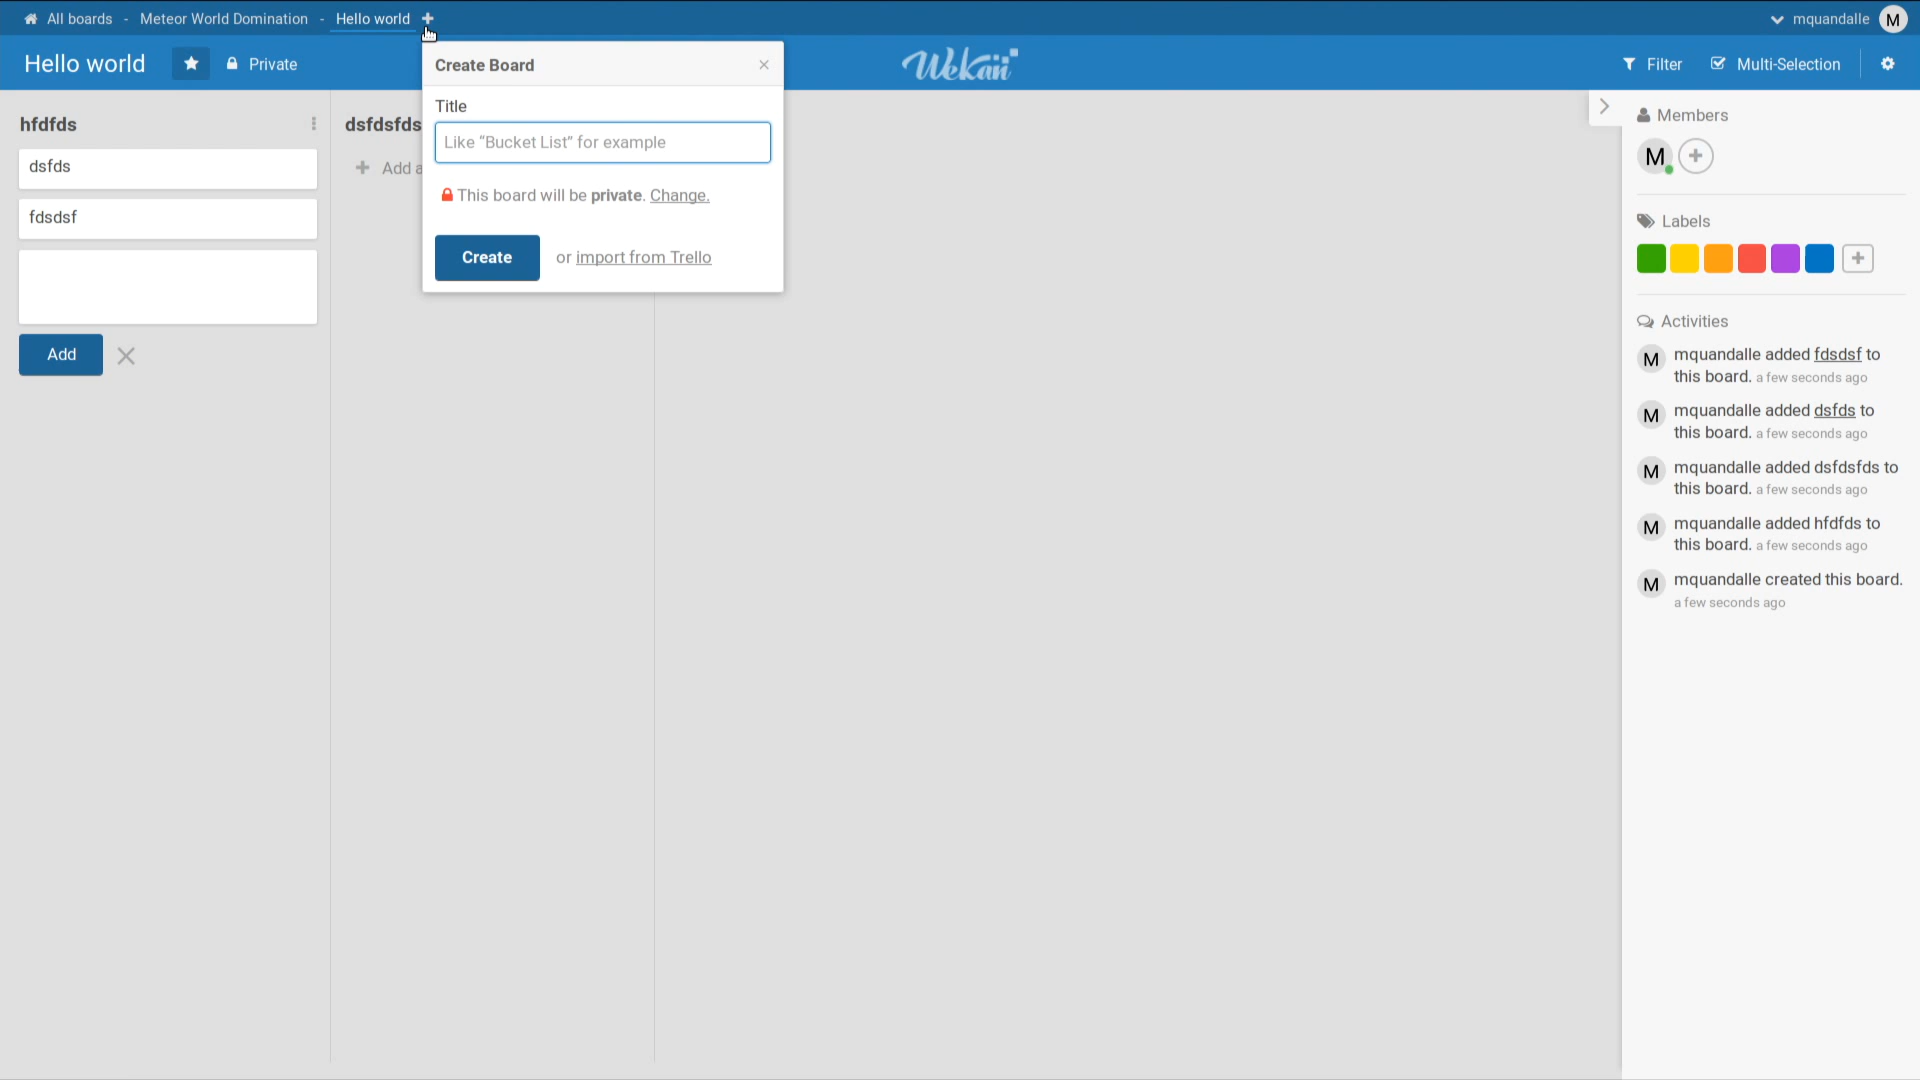 All boards - Meteor World Domination - Hello world
mquandalle M
Hello world
Private
Wekan
Filter
Multi-Selection
Create Board
Title
Like “Bucket List” for example
This board will be private. Change.
Create
or import from Trello
hfdfds
dsfds
fdsdsf
Add
dsfdsfds
Add a
Members
M
Labels
Activities
M
mquandalle added fdsdsf to
this board. a few seconds ago
M
mquandalle added dsfds to
this board. a few seconds ago
M
mquandalle added dsfdsfds to
this board. a few seconds ago
M
mquandalle added hfdfds to
this board. a few seconds ago
M
mquandalle created this board.
a few seconds ago